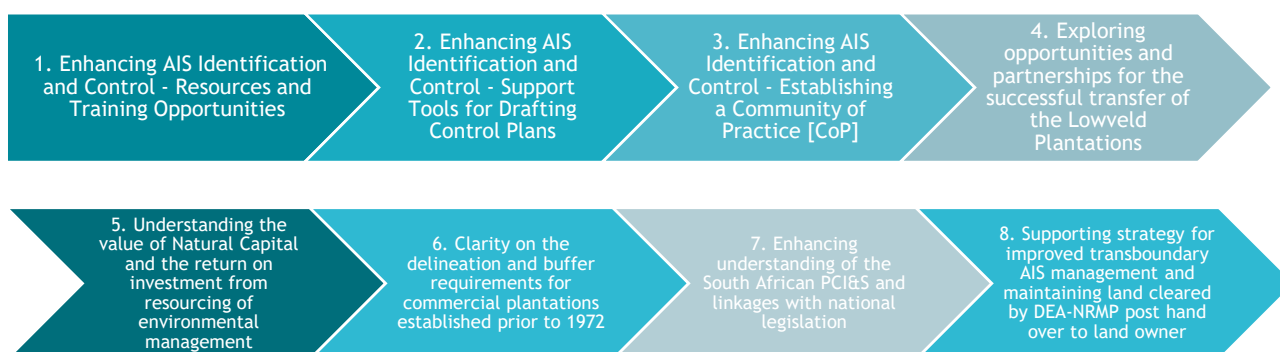 1. Enhancing AIS Identification
and Control - Resources and
Training Opportunities
2. Enhancing AIS
Identification and
Control - Support
Tools for Drafting
Control Plans
3. Enhancing AIS
Identification and
Control - Establishing
a Community of
Practice [CoP]
4. Exploring
opportunities and
partnerships for the
successful transfer of
the Lowveld
Plantations
5. Understanding the
value of Natural Capital
and the return on
investment from
resourcing of
environmental
management
6. Clarity on the
delineation and buffer
requirements for
commercial plantations
established prior to 1972
7. Enhancing
understanding of the
South African PCI&S and
linkages with national
legislation
8. Supporting strategy for
improved transboundary
AIS management and
maintaining land cleared
by DEA-NRMP post hand
over to land owner